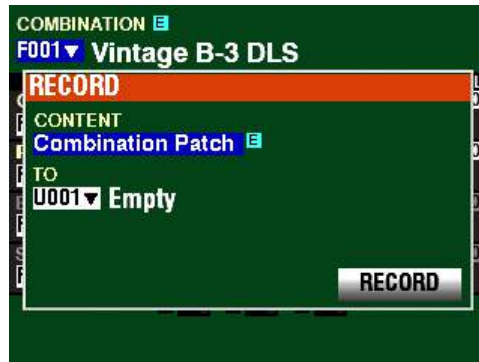 COMBINATION E
F001▼ Vintage B-3 DLS
RECORD
CONTENT
Combination Patch E
TO
U001▼ Empty
RECORD